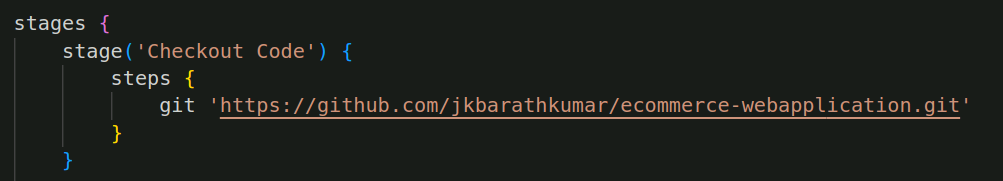 stages {
stage('Checkout Code') {
steps {
git 'https://github.com/jkbarathkumar/ecommerce-webapplication.git'
}
}